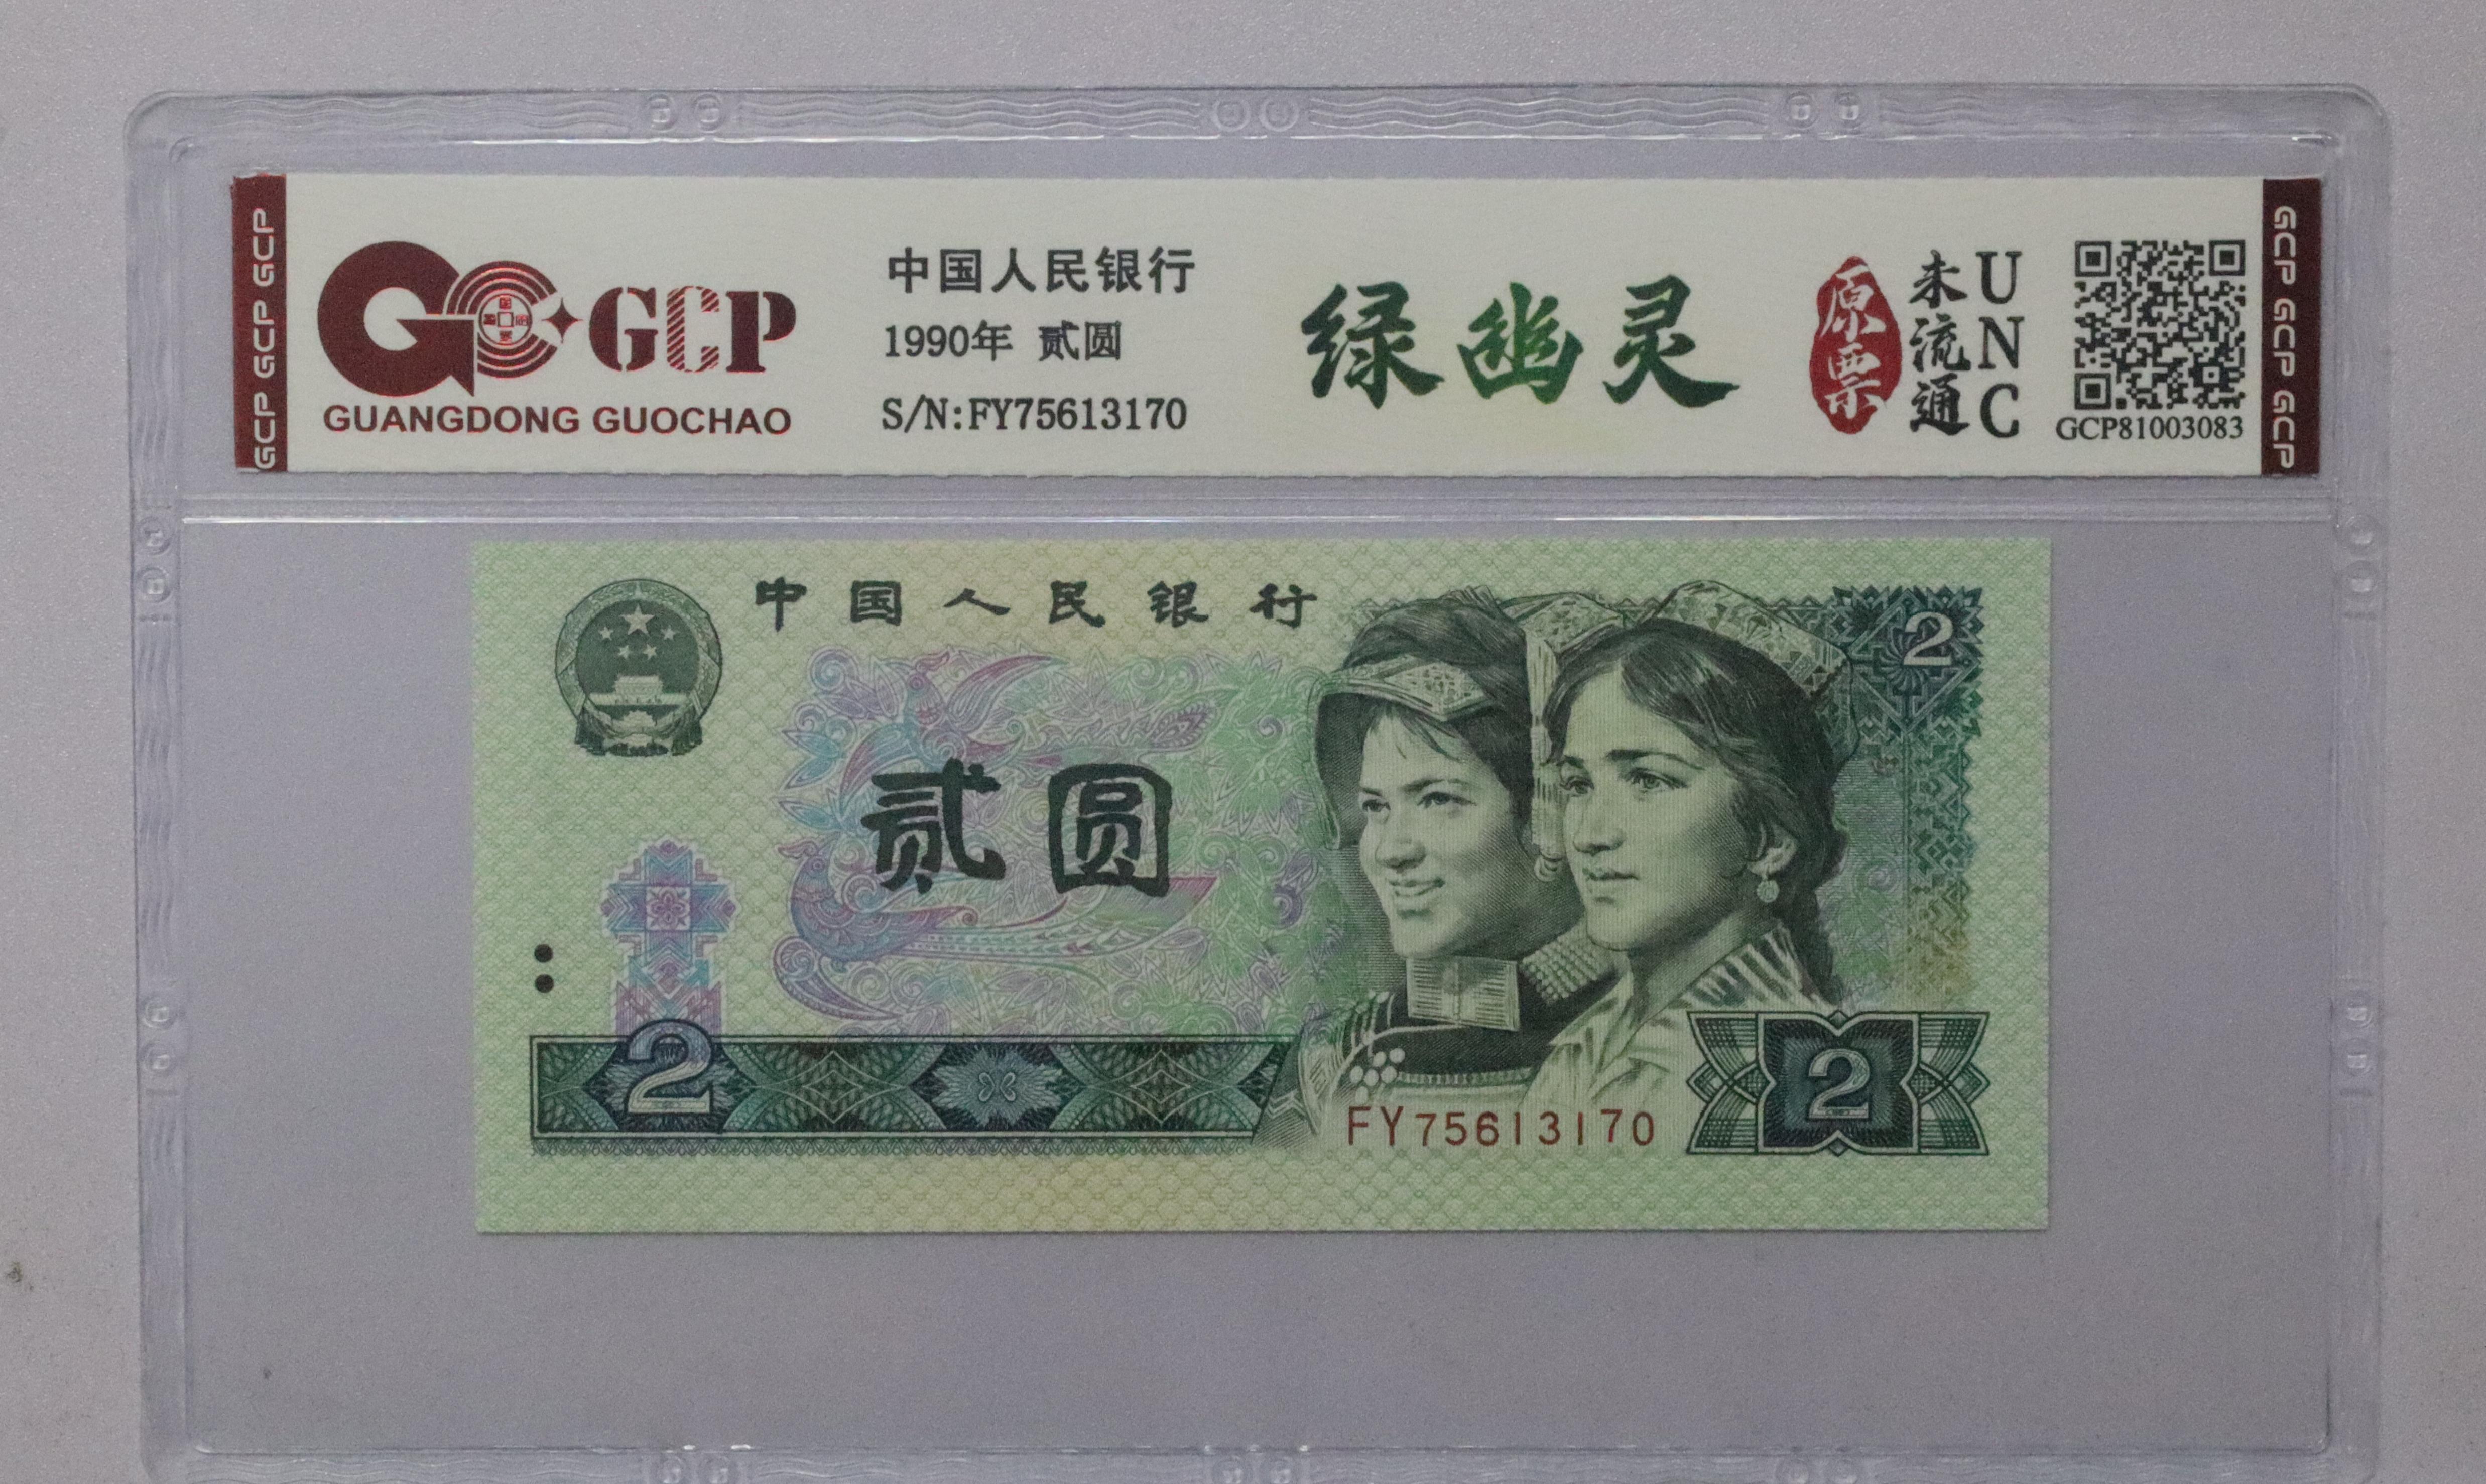 GCP GCP GCP
GCP
GUANGDONG GUOCHAO
中国人民银行
1990年 贰圆
S/N:FY75613170
绿幽灵
原票
未流通
UNC
GCP81003083
GCP GCP GCP
中国人民银行
2
贰圆
2
FY75613170
2